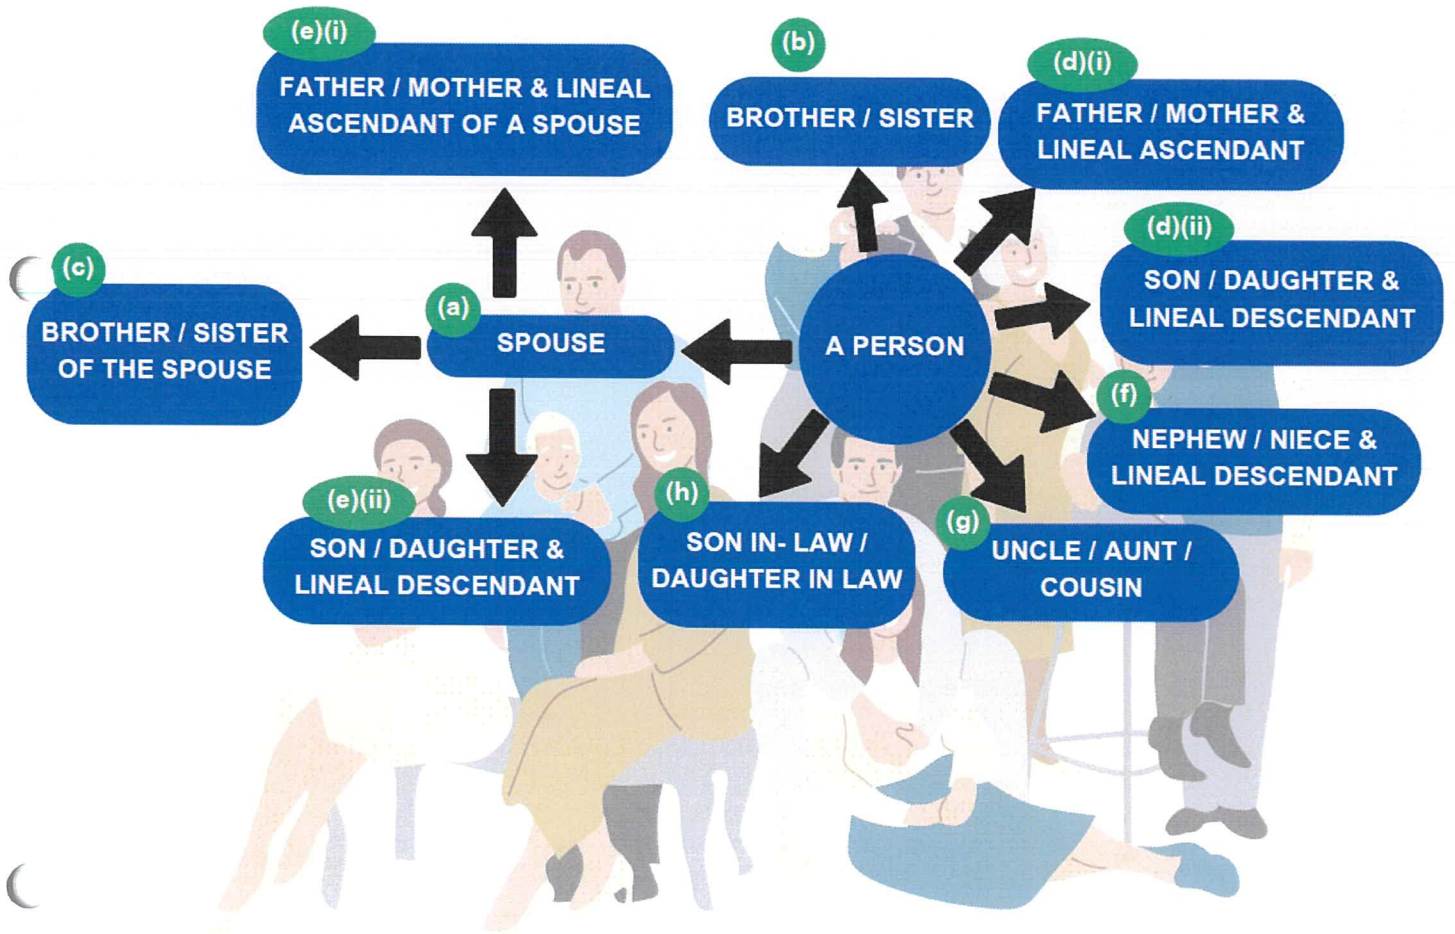 (e)(i)
FATHER / MOTHER & LINEAL
ASCENDANT OF A SPOUSE
(b)
BROTHER / SISTER
(d)(i)
FATHER / MOTHER &
LINEAL ASCENDANT
(d)(ii)
SON / DAUGHTER &
LINEAL DESCENDANT
(c)
BROTHER / SISTER
OF THE SPOUSE
(a)
SPOUSE
A PERSON
(f)
NEPHEW / NIECE &
LINEAL DESCENDANT
(e)(ii)
SON / DAUGHTER &
LINEAL DESCENDANT
(h)
SON IN- LAW /
DAUGHTER IN LAW
(g)
UNCLE / AUNT /
COUSIN